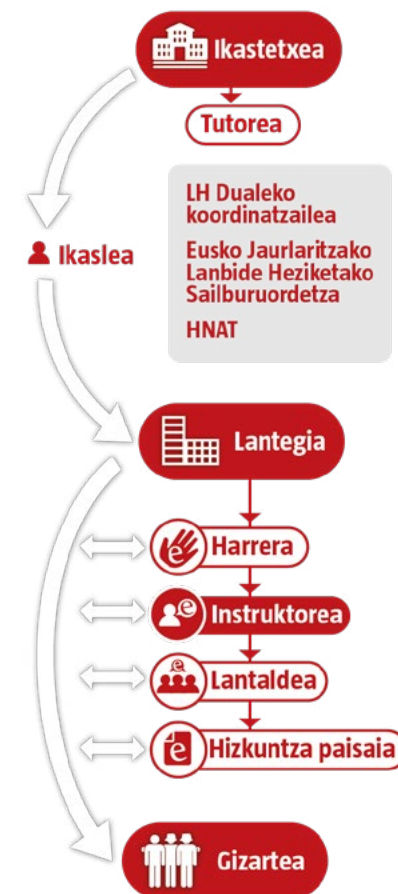 Ikastetxea
Tutorea
LH Dualeko
koordinatzailea
Eusko Jaurlaritzako
Lanbide Heziketako
Sailburuordetza
HNAT
Ikaslea
Lantegia
e Harrera
e Instruktorea
e Lantaldea
e Hizkuntza paisaia
Gizartea